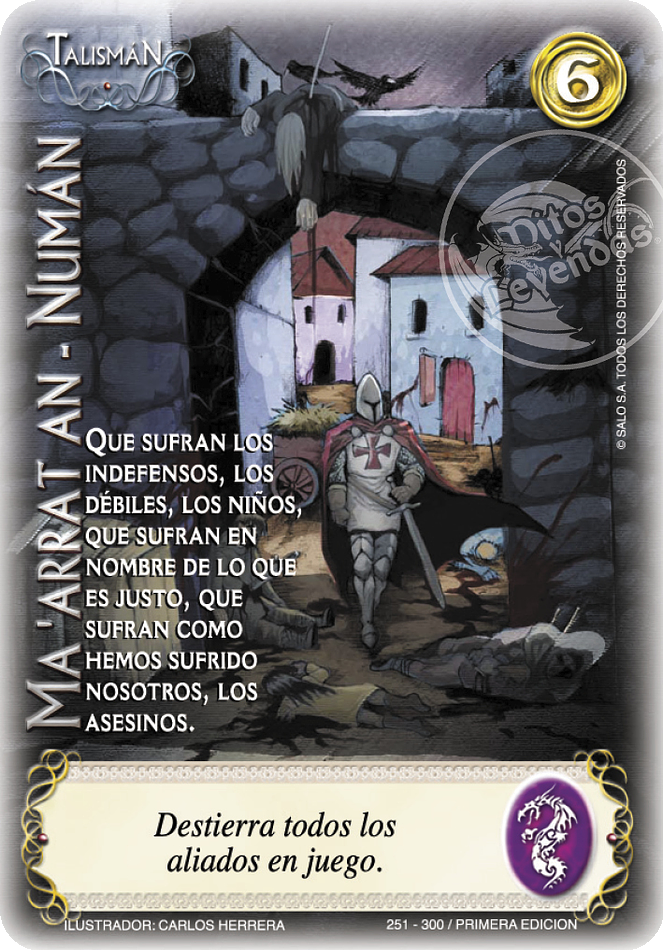 Talismán
6
Ma'arrat an - Numán
Mitos
y
Leyendas
© SALO S.A. TODOS LOS DERECHOS RESERVADOS
Que sufran los
indefensos, los
débiles, los niños,
que sufran en
nombre de lo que
es justo, que
sufran como
hemos sufrido
nosotros, los
asesinos.
Destierra todos los
aliados en juego.
ILUSTRADOR: CARLOS HERRERA
251 - 300 / PRIMERA EDICION